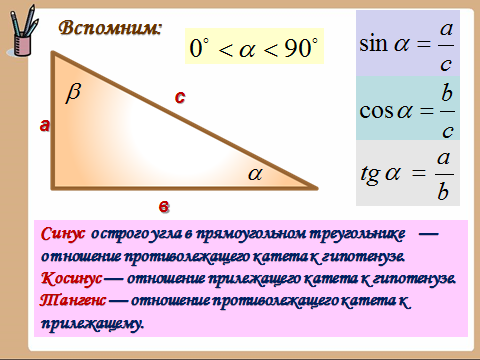 Вспомним:
0° < α < 90°
sin α = a/c
β
c
a
cos α = b/c
α
tg α = a/b
в
Синус острого угла в прямоугольном треугольнике —
отношение противолежащего катета к гипотенузе.
Косинус — отношение прилежащего катета к гипотенузе.
Тангенс — отношение противолежащего катета к
прилежащему.